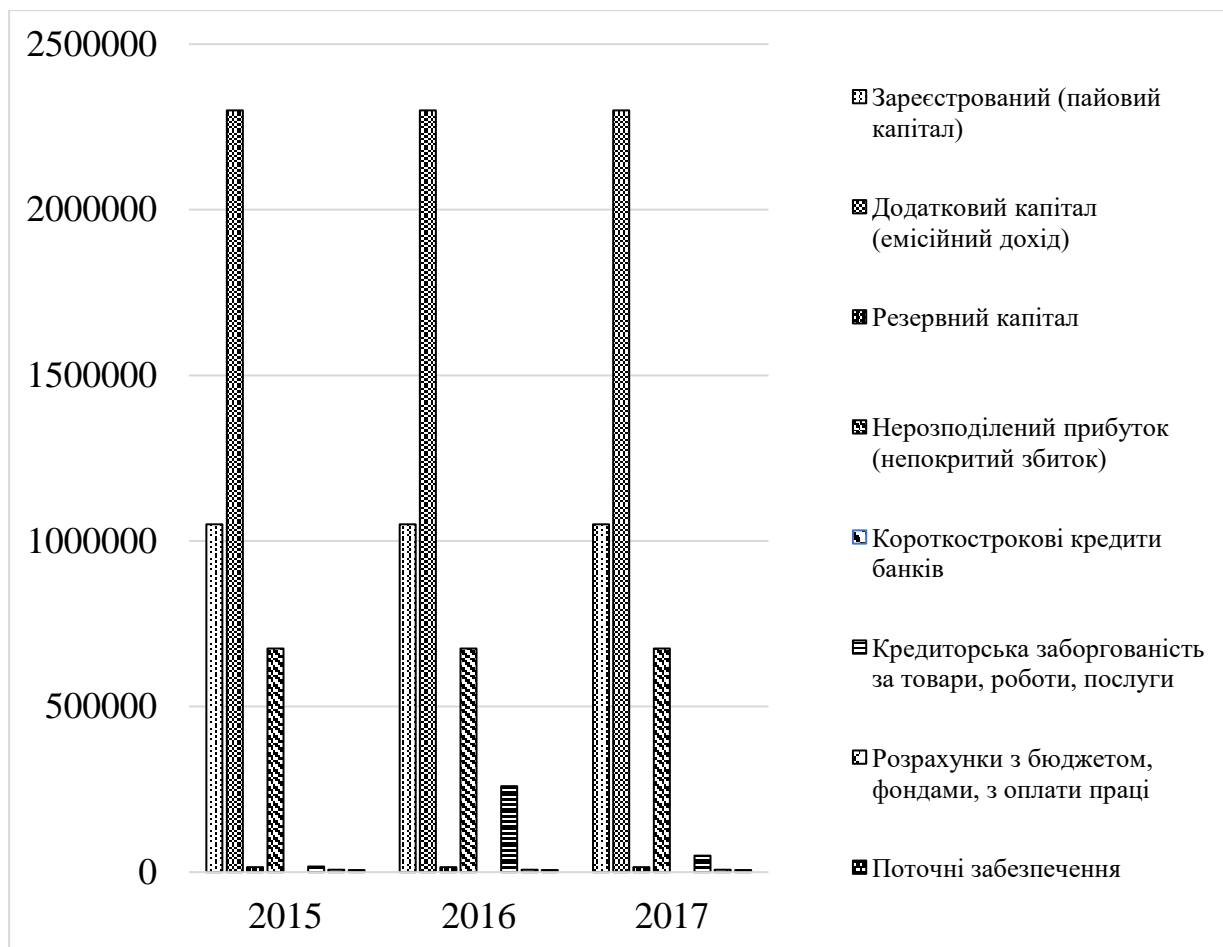 2500000
2000000
1500000
1000000
500000
0
2015
2016
2017
Зареєстрований (пайовий
капітал)
Додатковий капітал
(емісійний дохід)
Резервний капітал
Нерозподілений прибуток
(непокритий збиток)
Короткострокові кредити
банків
Кредиторська заборгованість
за товари, роботи, послуги
Розрахунки з бюджетом,
фондами, з оплати праці
Поточні забезпечення